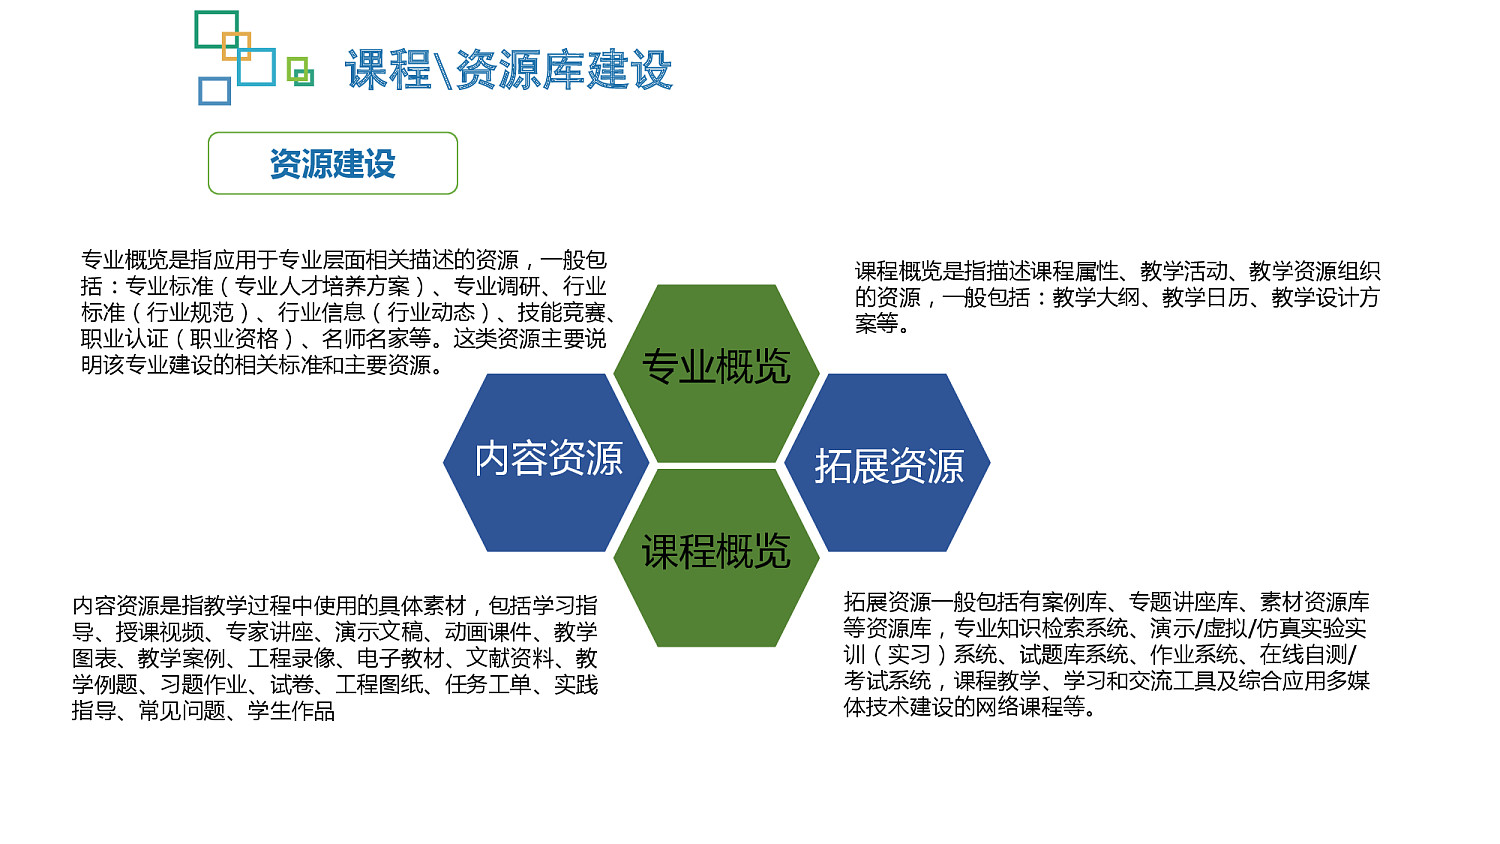 课程\资源库建设
资源建设
专业概览是指应用于专业层面相关描述的资源，一般包
括：专业标准（专业人才培养方案）、专业调研、行业
标准（行业规范）、行业信息（行业动态）、技能竞赛、
职业认证（职业资格）、名师名家等。这类资源主要说
明该专业建设的相关标准和主要资源。
课程概览是指描述课程属性、教学活动、教学资源组织
的资源，一般包括：教学大纲、教学日历、教学设计方
案等。
专业概览
内容资源
拓展资源
课程概览
内容资源是指教学过程中使用的具体素材，包括学习指
导、授课视频、专家讲座、演示文稿、动画课件、教学
图表、教学案例、工程录像、电子教材、文献资料、教
学例题、习题作业、试卷、工程图纸、任务工单、实践
指导、常见问题、学生作品
拓展资源一般包括有案例库、专题讲座库、素材资源库
等资源库，专业知识检索系统、演示/虚拟/仿真实验实
训（实习）系统、试题库系统、作业系统、在线自测/
考试系统，课程教学、学习和交流工具及综合应用多媒
体技术建设的网络课程等。